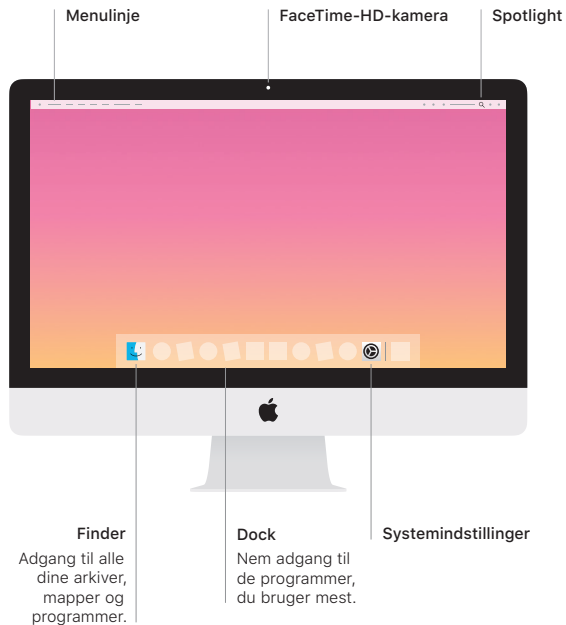 Menulinje
FaceTime-HD-kamera
Spotlight
Finder
Adgang til alle
dine arkiver,
mapper og
programmer.
Dock
Nem adgang til
de programmer,
du bruger mest.
Systemindstillinger